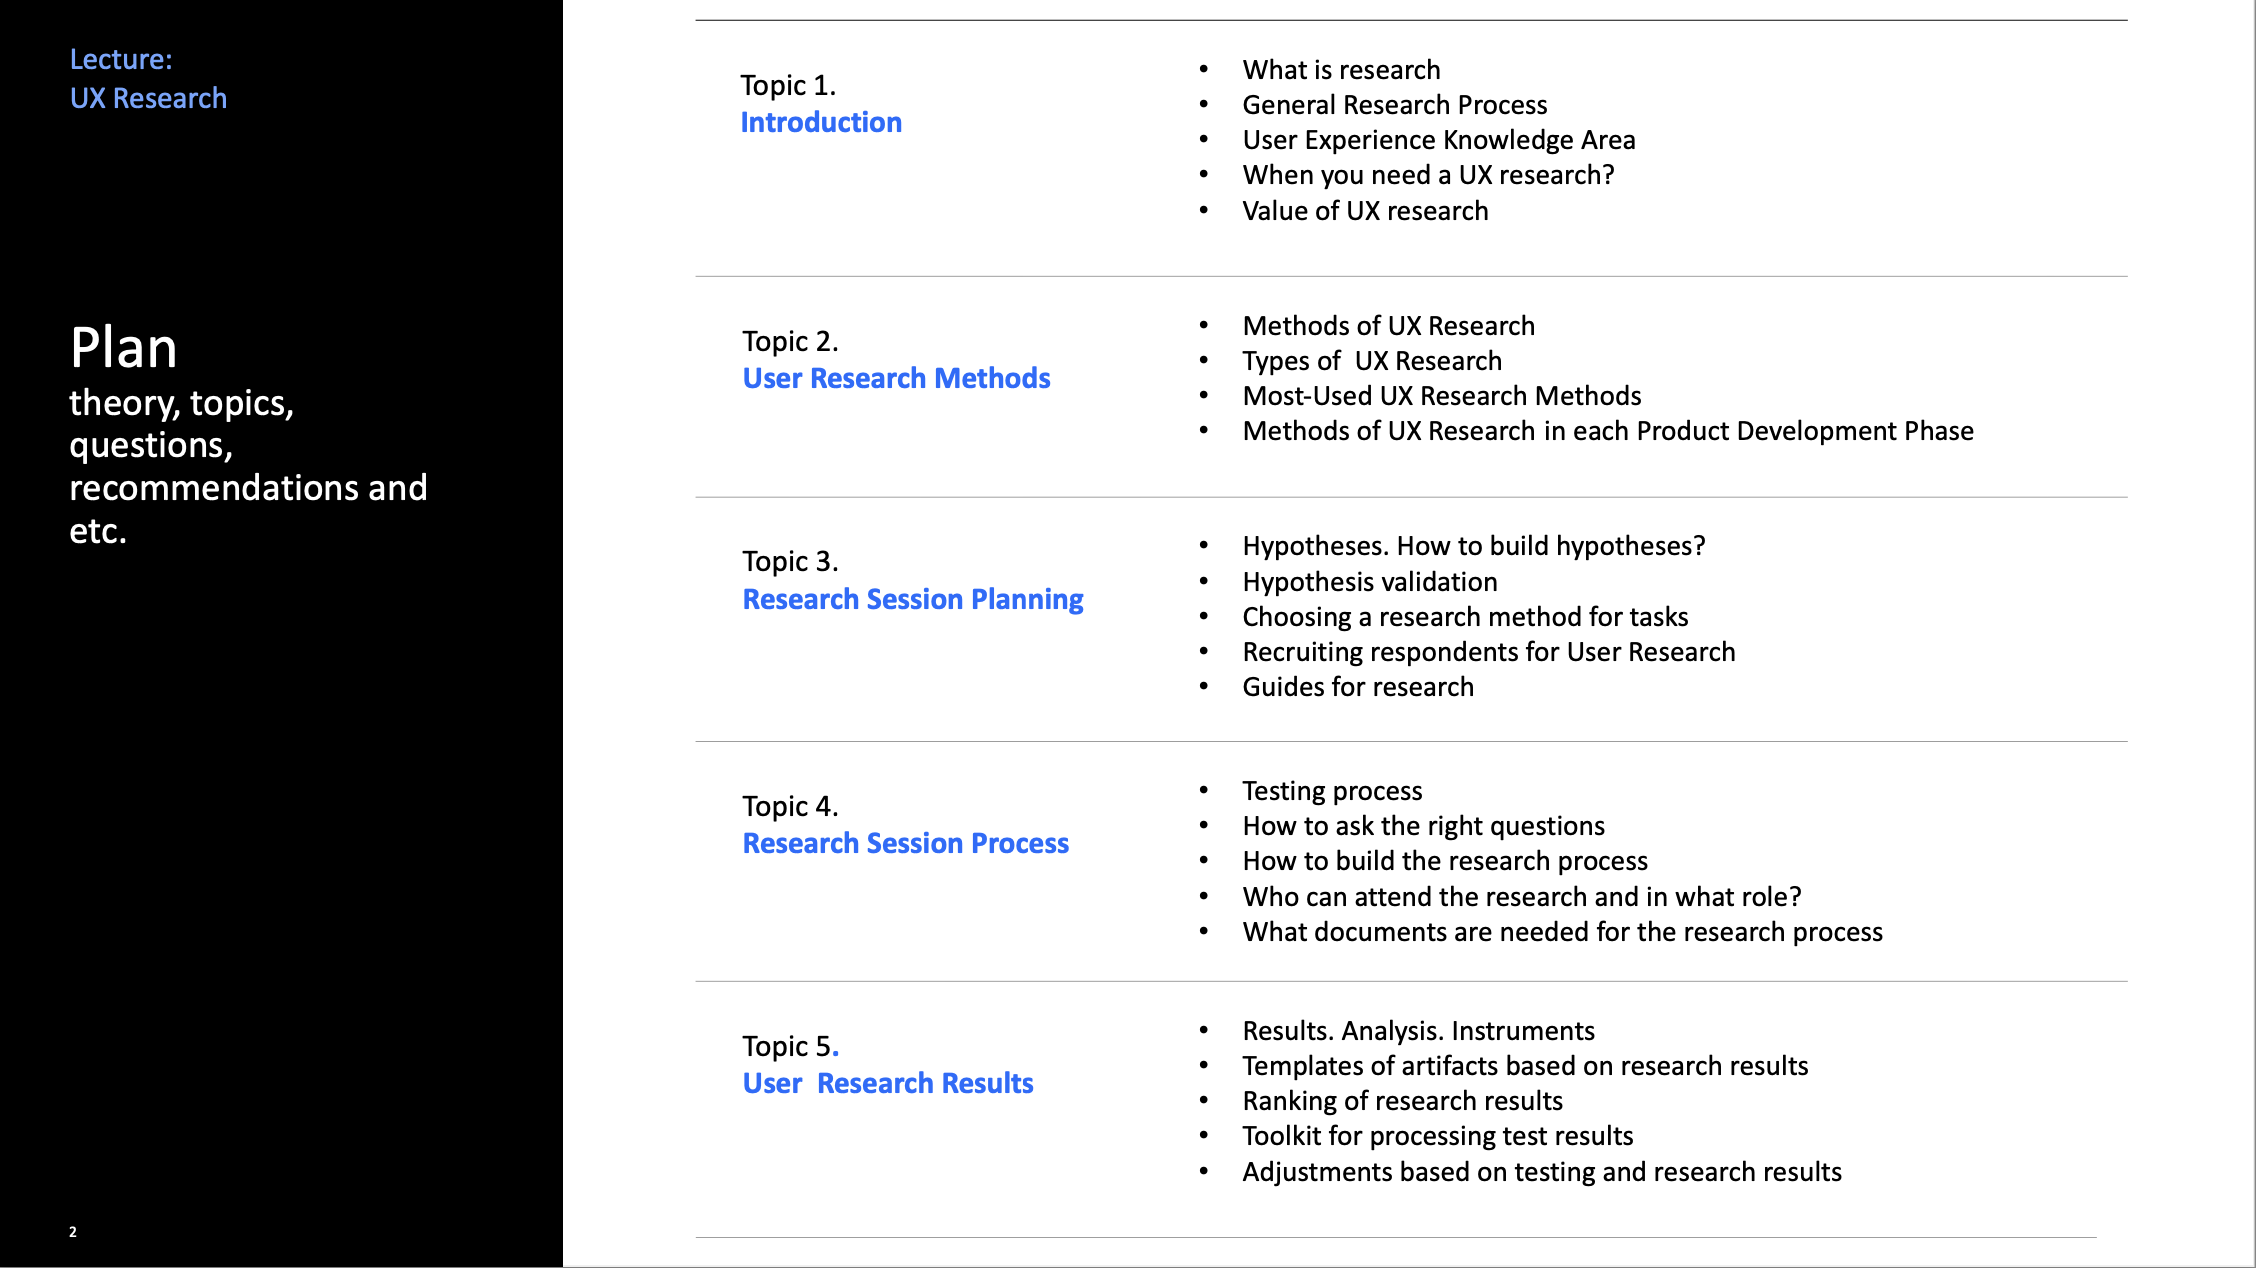 Lecture:
UX Research
Plan
theory, topics,
questions,
recommendations and
etc.
2
Topic 1.
Introduction
• What is research
• General Research Process
• User Experience Knowledge Area
• When you need a UX research?
• Value of UX research
Topic 2.
User Research Methods
• Methods of UX Research
• Types of  UX Research
• Most-Used UX Research Methods
• Methods of UX Research in each Product Development Phase
Topic 3.
Research Session Planning
• Hypotheses. How to build hypotheses?
• Hypothesis validation
• Choosing a research method for tasks
• Recruiting respondents for User Research
• Guides for research
Topic 4.
Research Session Process
• Testing process
• How to ask the right questions
• How to build the research process
• Who can attend the research and in what role?
• What documents are needed for the research process
Topic 5.
User  Research Results
• Results. Analysis. Instruments
• Templates of artifacts based on research results
• Ranking of research results
• Toolkit for processing test results
• Adjustments based on testing and research results